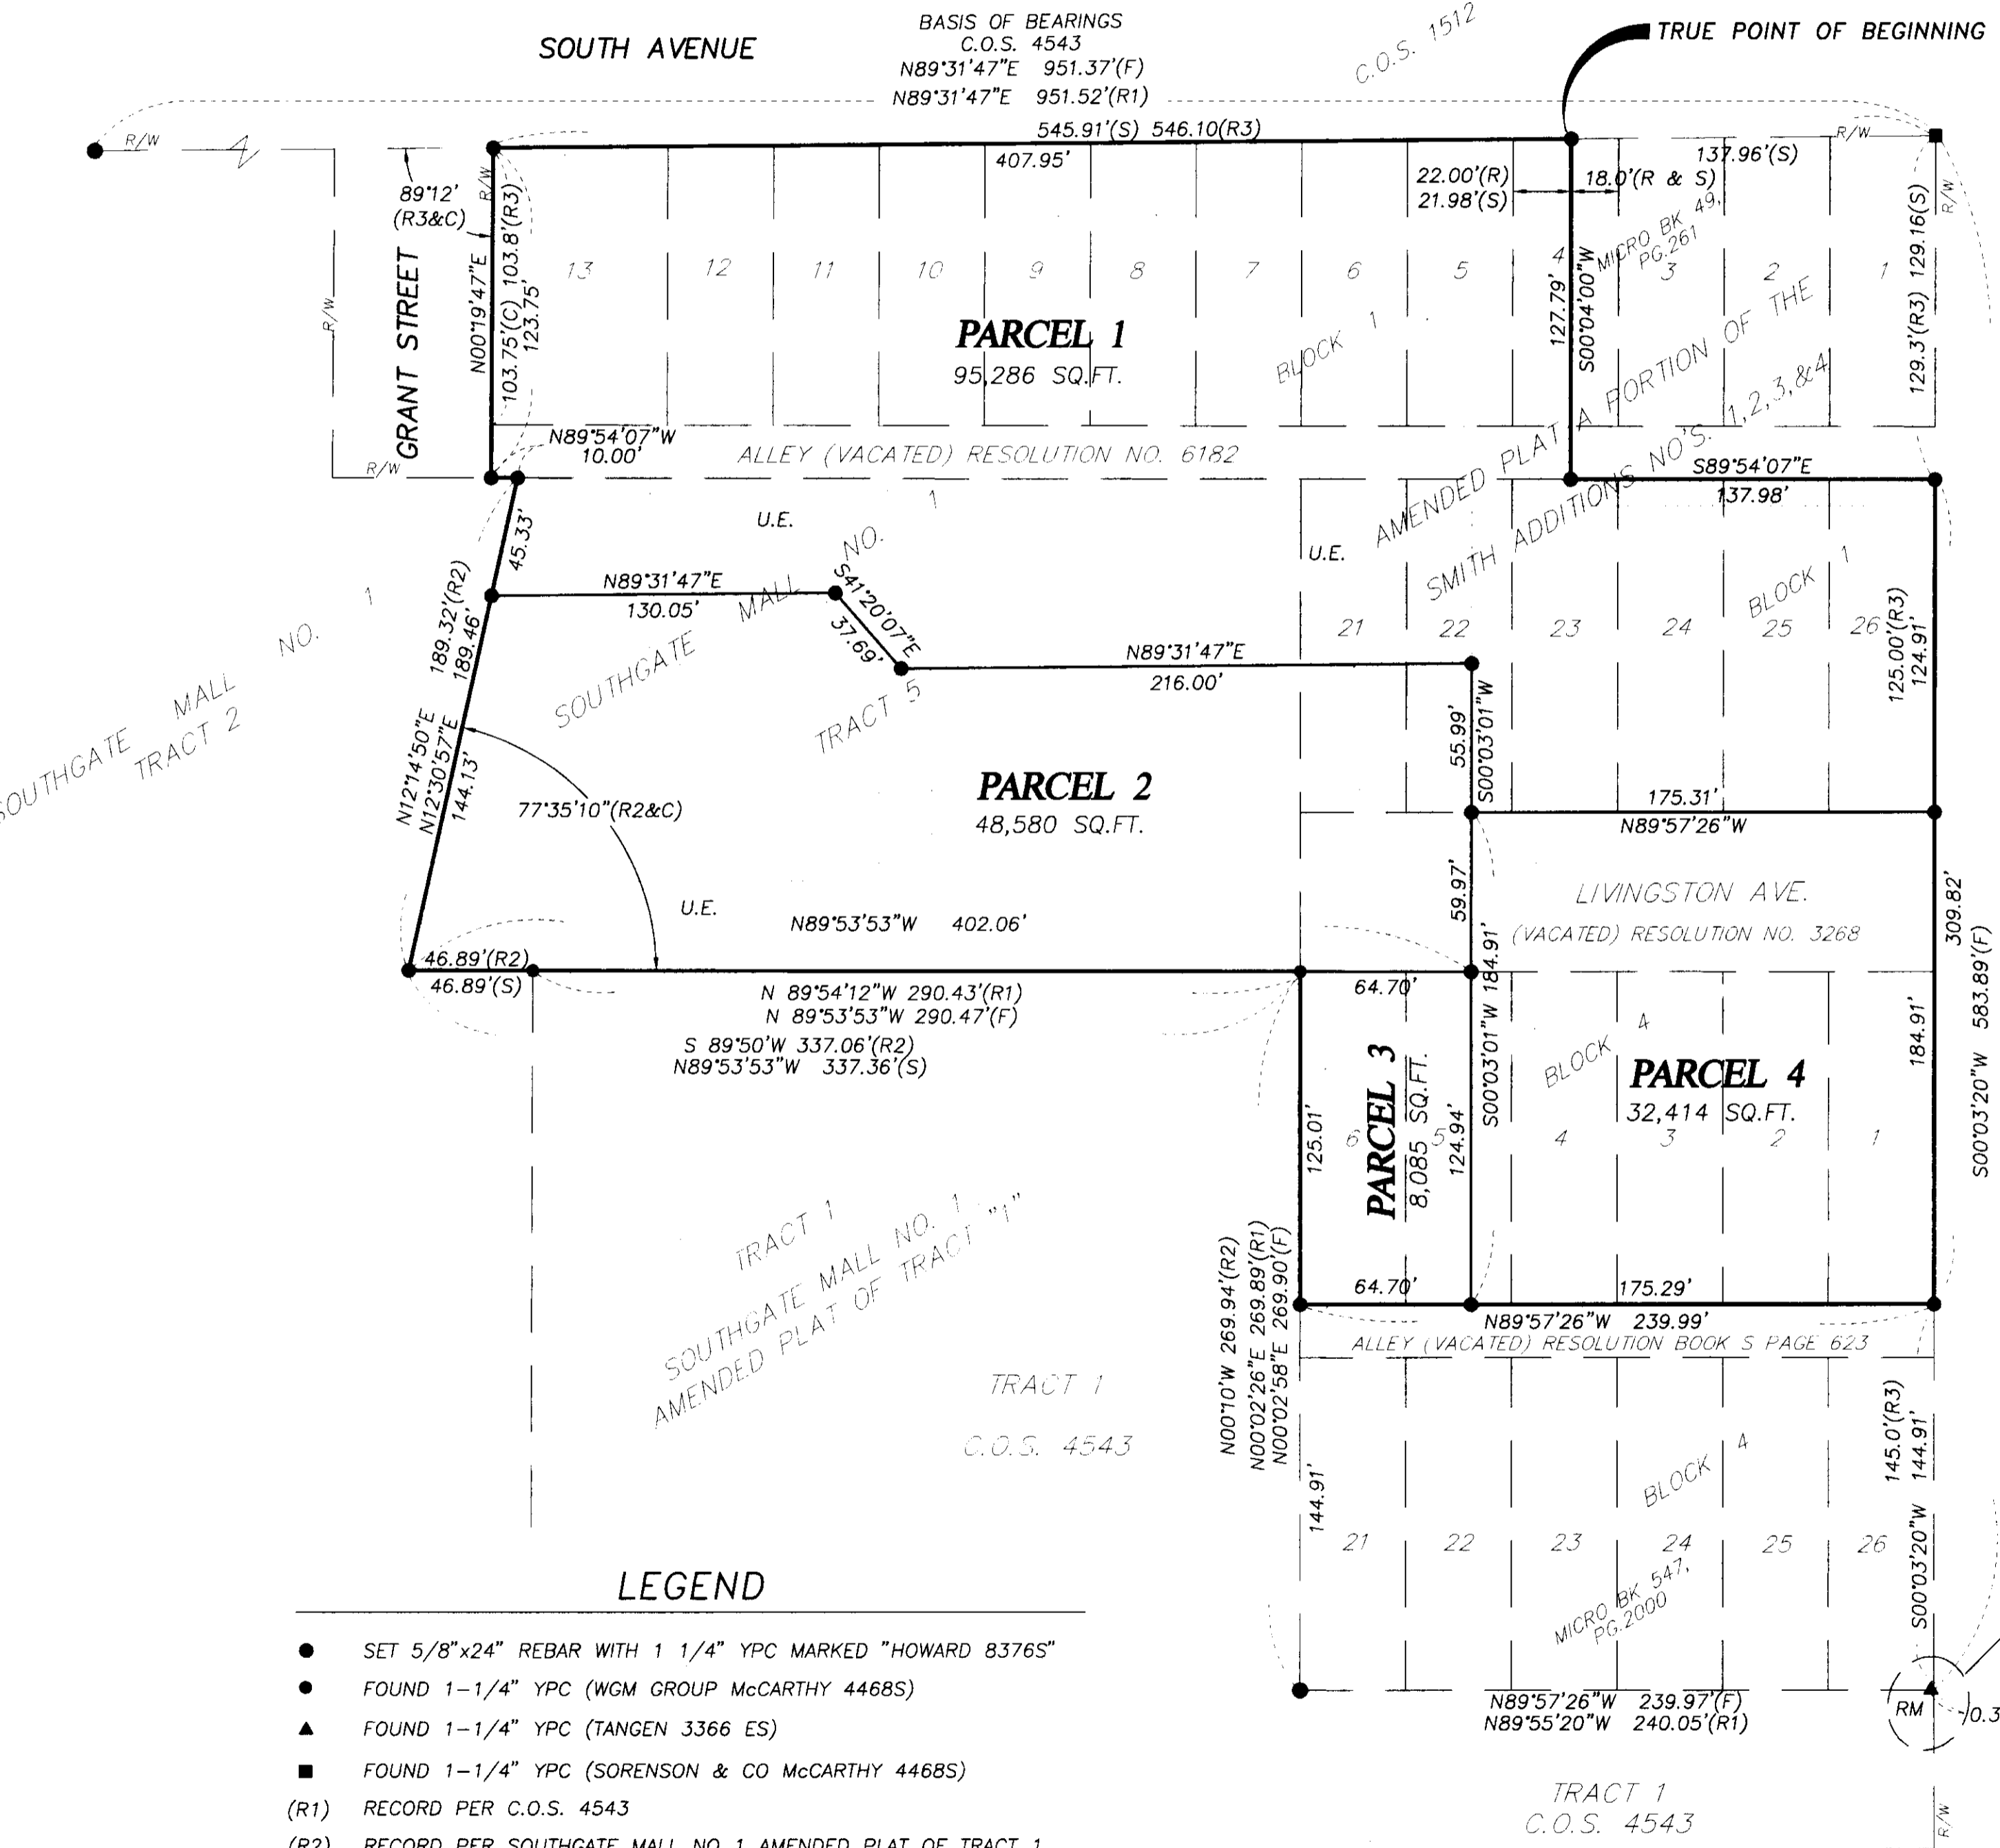 BASIS OF BEARINGS
C.O.S. 4543
N89°31'47"E 951.37'(F)
N89°31'47"E 951.52'(R1)
SOUTH AVENUE
C.O.S. 1512
TRUE POINT OF BEGINNING
R/W
545.91'(S) 546.10(R3)
407.95'
R/W
137.96'(S)
22.00'(R)
21.98'(S)
18.0'(R & S)
89°12'
(R3&C)
R/W
GRANT STREET
R/W
R/W
N00°19'47"E
103.75'(C) 103.8'(R3)
123.75'
13
12
11
10
9
8
7
6
5
4
3
2
1
MICRO BK 49,
PG.261
127.79'
S00°04'00"W
129.3'(R3) 129.16(S)
R/W
PARCEL 1
95,286 SQ.FT.
BLOCK 1
AMENDED PLAT A PORTION OF THE
SMITH ADDITIONS NO'S. 1,2,3,&4
N89°54'07"W
10.00'
ALLEY (VACATED) RESOLUTION NO. 6182
S89°54'07"E
137.98'
U.E.
U.E.
45.33'
N89°31'47"E
130.05'
S41°20'07"E
37.69'
N89°31'47"E
216.00'
SOUTHGATE MALL NO. 1
TRACT 5
SOUTHGATE MALL NO. 1
TRACT 2
189.32'(R2)
189.46'
N12°14'50"E
N12°30'57"E
144.13'
77°35'10"(R2&C)
21
22
23
24
25
26
BLOCK 1
125.00'(R3)
124.91'
55.99'
S00°03'01"W
175.31'
N89°57'26"W
PARCEL 2
48,580 SQ.FT.
U.E.
N89°53'53"W 402.06'
59.97'
LIVINGSTON AVE.
(VACATED) RESOLUTION NO. 3268
309.82'
S00°03'20"W 583.89'(F)
46.89'(R2)
46.89'(S)
N 89°54'12"W 290.43'(R1)
N 89°53'53"W 290.47'(F)
S 89°50'W 337.06'(R2)
N89°53'53"W 337.36'(S)
64.70'
S00°03'01"W 184.91'
184.91'
125.01'
PARCEL 3
8,085 SQ.FT.
124.94'
BLOCK 4
PARCEL 4
32,414 SQ.FT.
6
5
4
3
2
1
64.70'
175.29'
N89°57'26"W 239.99'
ALLEY (VACATED) RESOLUTION BOOK S PAGE 623
N00°10'W 269.94'(R2)
N00°02'26"E 269.89'(R1)
N00°02'58"E 269.90'(F)
TRACT 1
SOUTHGATE MALL NO. 1
AMENDED PLAT OF TRACT "1"
TRACT 1
C.O.S. 4543
144.91'
BLOCK 4
145.0'(R3)
144.91'
S00°03'20"W
21
22
23
24
25
26
MICRO BK 547,
PG.2000
N89°57'26"W 239.97'(F)
N89°55'20"W 240.05'(R1)
RM
0.3
TRACT 1
C.O.S. 4543
R/W
LEGEND
SET 5/8"x24" REBAR WITH 1 1/4" YPC MARKED "HOWARD 8376S"
FOUND 1-1/4" YPC (WGM GROUP McCARTHY 4468S)
FOUND 1-1/4" YPC (TANGEN 3366 ES)
FOUND 1-1/4" YPC (SORENSON & CO McCARTHY 4468S)
(R1) RECORD PER C.O.S. 4543
(R2) RECORD PER SOUTHGATE MALL NO. 1 AMENDED PLAT OF TRACT 1